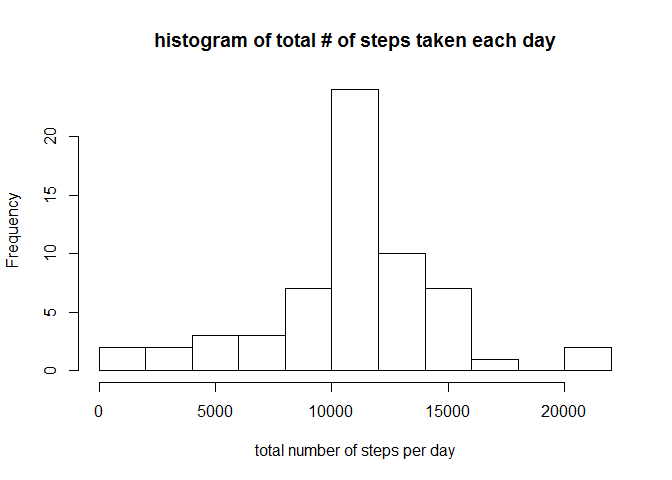 histogram of total # of steps taken each day
Frequency
20
15
10
5
0
0 5000 10000 15000 20000
total number of steps per day